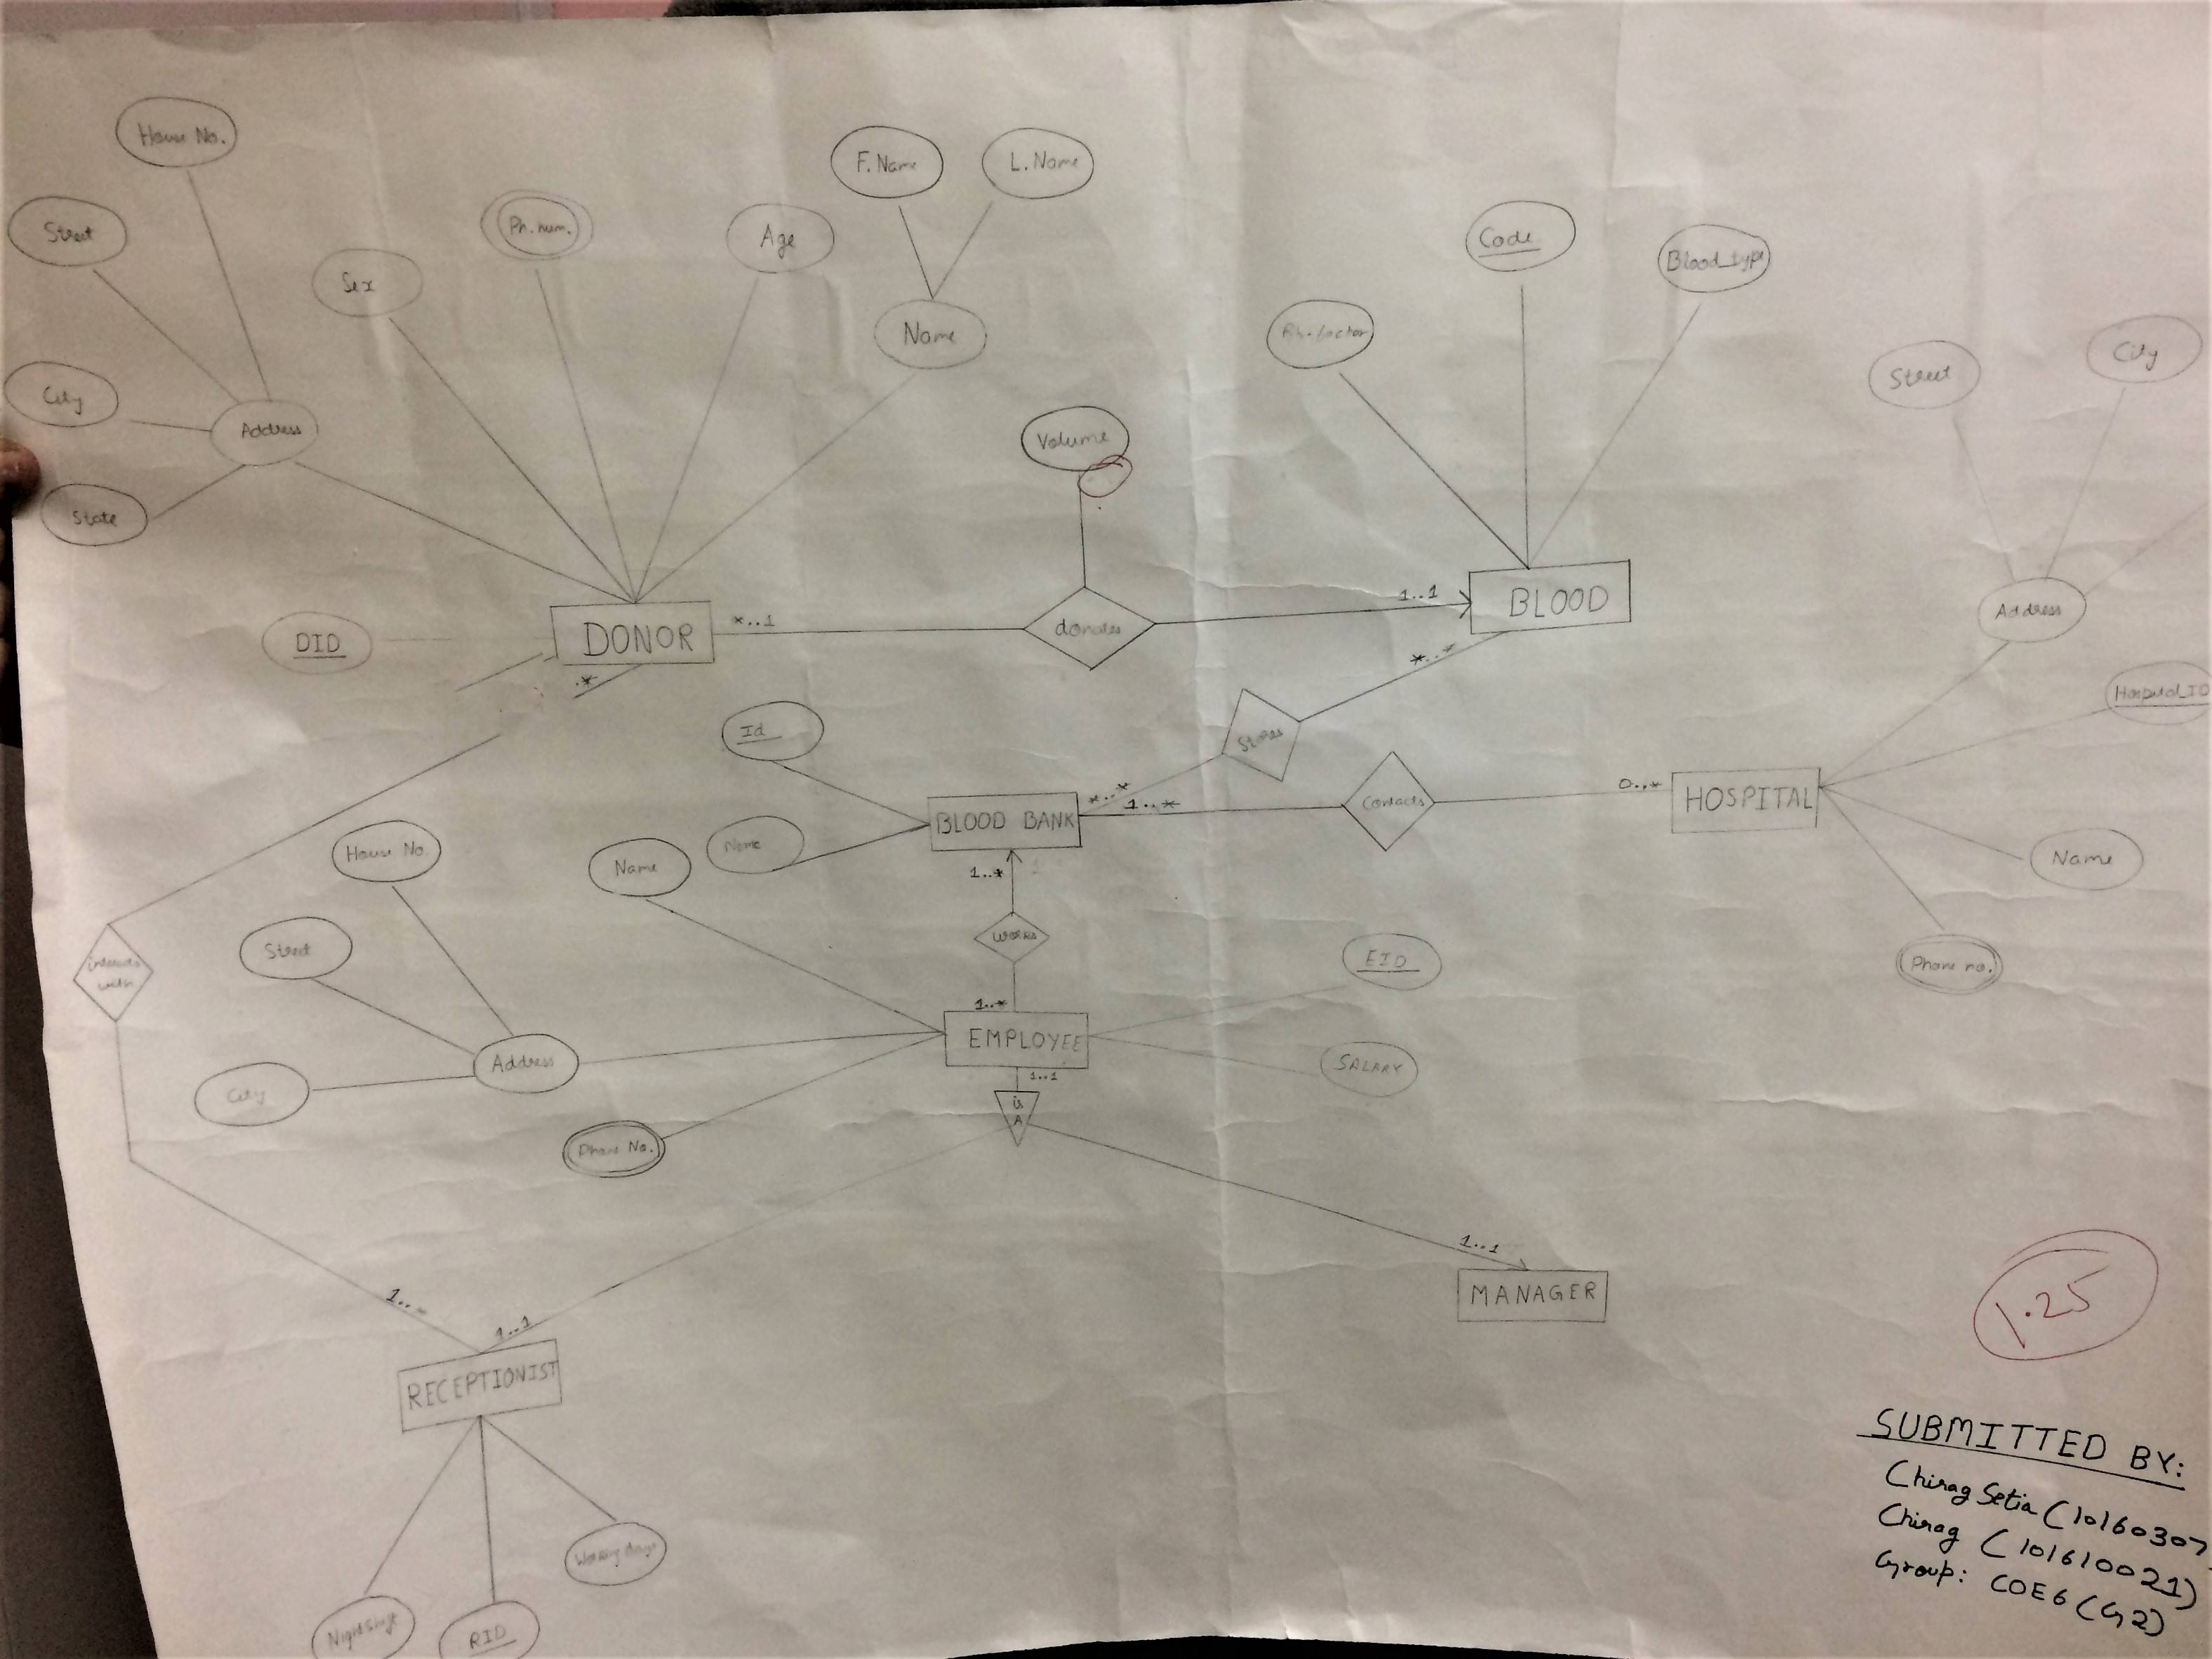 House No.
F. Name
L. Name
Street
Ph. num.
Age
Code
Blood_type
Sex
Name
Rh. factor
City
Street
City
Address
Volume
State
1..1
BLOOD
*..1
donates
DONOR
DID
Address
.*
*..*
Hospital_ID
Id
Stores
*..*
1..*
Contacts
0..*
HOSPITAL
BLOOD BANK
Name
House No.
Name
1..*
Name
Street
works
EID
Phone no.
with
1..*
EMPLOYEE
Address
SALARY
City
1..1
is
A
Phone No.
1..1
MANAGER
1.25
1..
1..1
RECEPTIONIST
Working days
Night Shift
RID
SUBMITTED BY:
Chirag Setia (10160307
Chirag (101610021)
Group: COE6 (G2)